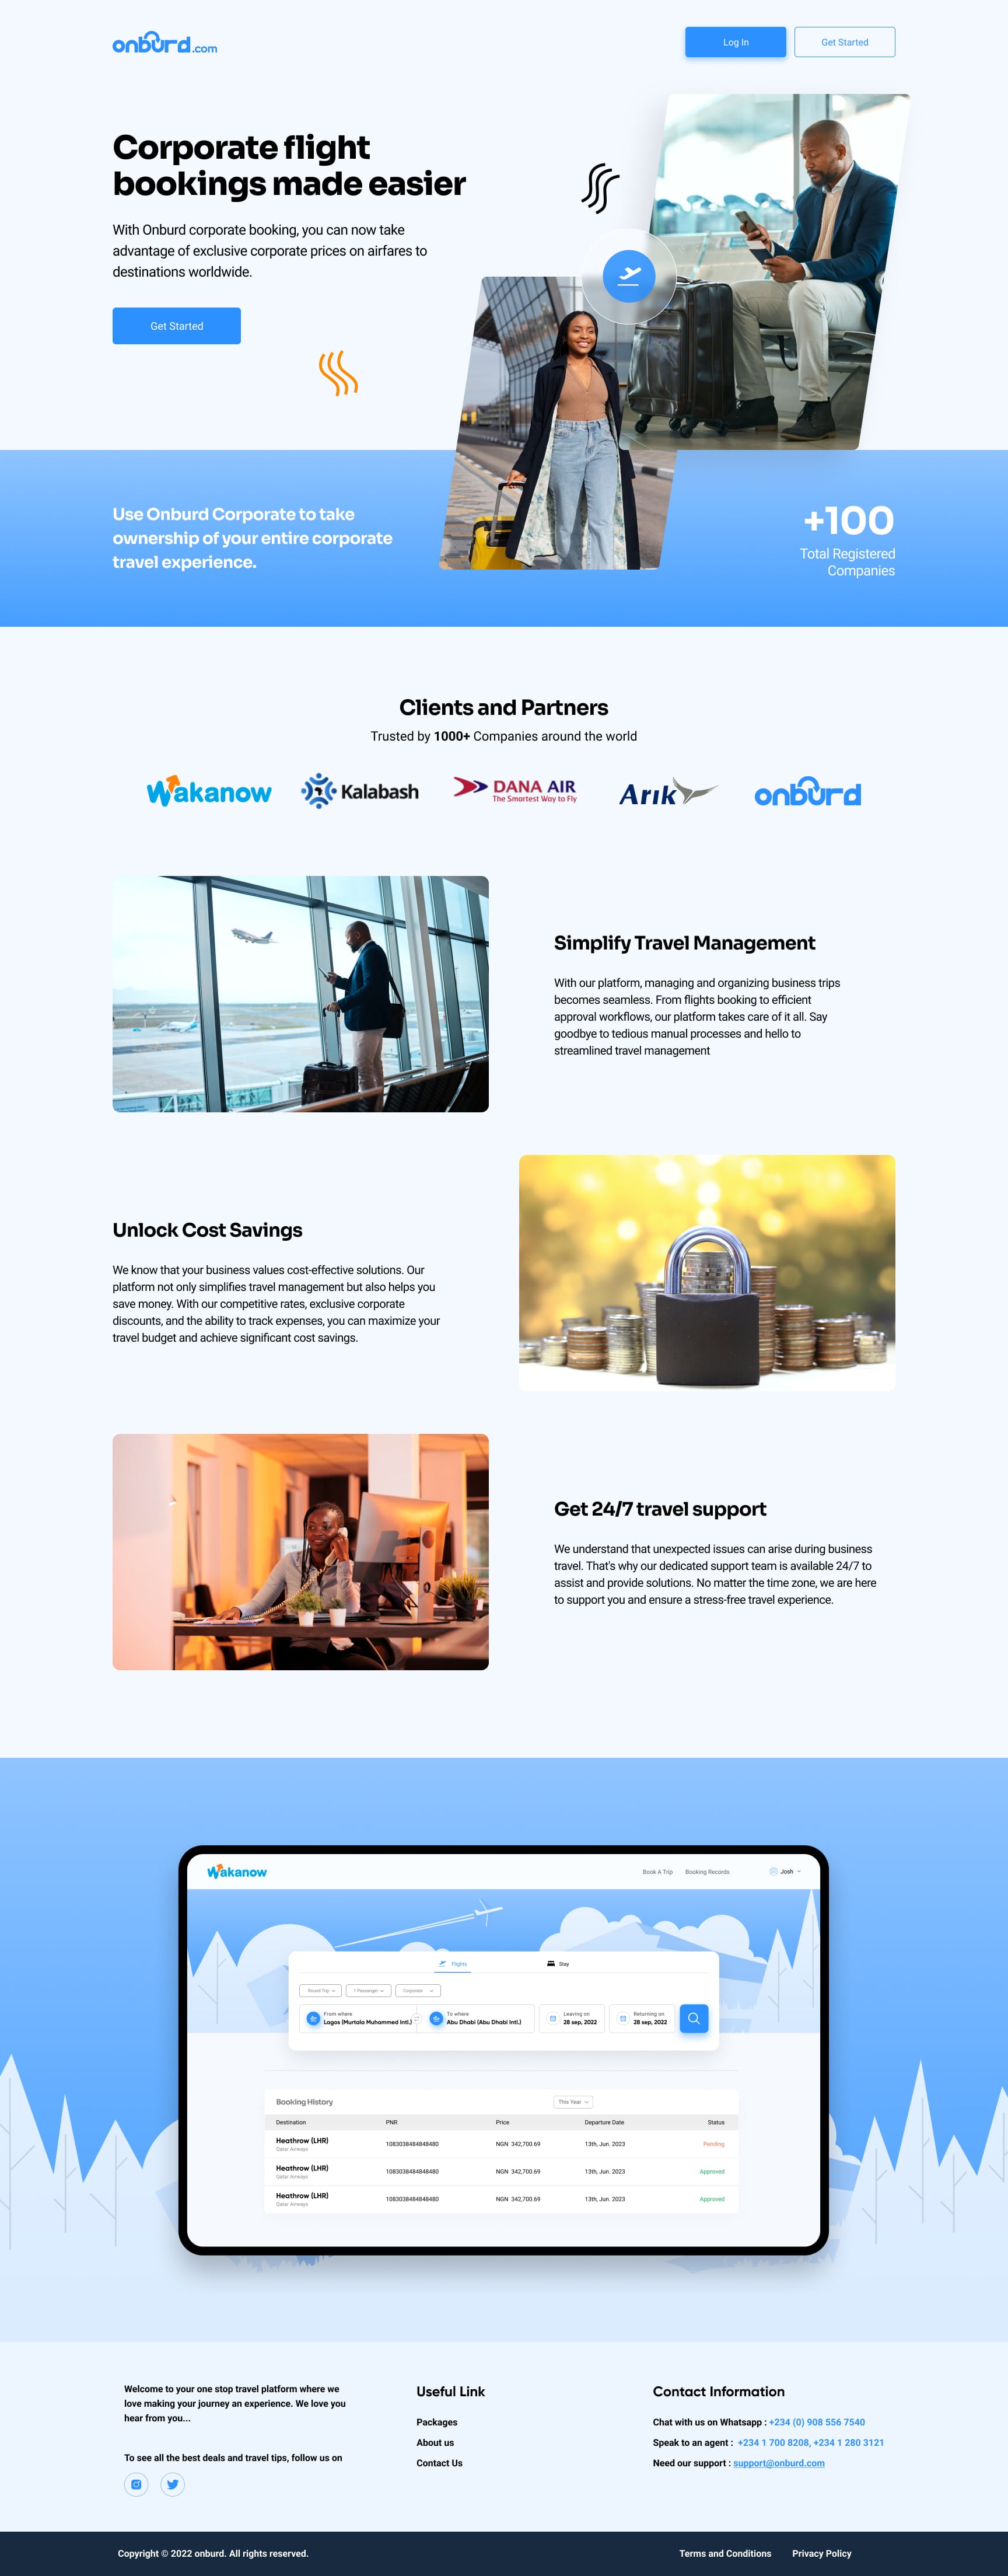 onburd.com
Log In
Get Started
Corporate flight
bookings made easier
With Onburd corporate booking, you can now take
advantage of exclusive corporate prices on airfares to
destinations worldwide.
Get Started
Use Onburd Corporate to take
ownership of your entire corporate
travel experience.
+100
Total Registered
Companies
Clients and Partners
Trusted by 1000+ Companies around the world
Wakanow
Kalabash
DANA AIR
The Smartest Way to Fly
Arık
onburd
Simplify Travel Management
With our platform, managing and organizing business trips
becomes seamless. From flights booking to efficient
approval workflows, our platform takes care of it all. Say
goodbye to tedious manual processes and hello to
streamlined travel management
Unlock Cost Savings
We know that your business values cost-effective solutions. Our
platform not only simplifies travel management but also helps you
save money. With our competitive rates, exclusive corporate
discounts, and the ability to track expenses, you can maximize your
travel budget and achieve significant cost savings.
Get 24/7 travel support
We understand that unexpected issues can arise during business
travel. That's why our dedicated support team is available 24/7 to
assist and provide solutions. No matter the time zone, we are here
to support you and ensure a stress-free travel experience.
Wakanow
Book A Trip
Booking Records
Josh
Flights
Stay
Round Trip
1 Passenger
Corporate
From where
Lagos (Murtala Muhammed Intl.)
To where
Abu Dhabi (Abu Dhabi Intl.)
Leaving on
28 sep, 2022
Returning on
28 sep, 2022
Booking History
This Year
Destination PNR Price Departure Date Status
Heathrow (LHR)
Qatar Airways
1083038484848480 NGN 342,700.69 13th, Jun. 2023 Pending
Heathrow (LHR)
Qatar Airways
1083038484848480 NGN 342,700.69 13th, Jun. 2023 Approved
Heathrow (LHR)
Qatar Airways
1083038484848480 NGN 342,700.69 13th, Jun. 2023 Approved
Welcome to your one stop travel platform where we
love making your journey an experience. We love you
hear from you...
To see all the best deals and travel tips, follow us on
Useful Link
Packages
About us
Contact Us
Contact Information
Chat with us on Whatsapp : +234 (0) 908 556 7540
Speak to an agent : +234 1 700 8208, +234 1 280 3121
Need our support : support@onburd.com
Copyright © 2022 onburd. All rights reserved.
Terms and Conditions
Privacy Policy